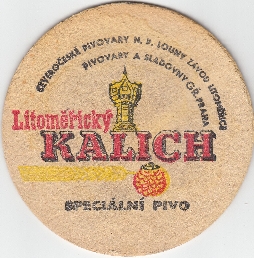 SEVEROČESKÉ PIVOVARY N. P. LOUNY ZÁVOD LITOMĚŘICE
PIVOVARY A SLADOVNY GŘ. PRAHA
Litoměřický
KALICH
SPECIÁLNÍ PIVO